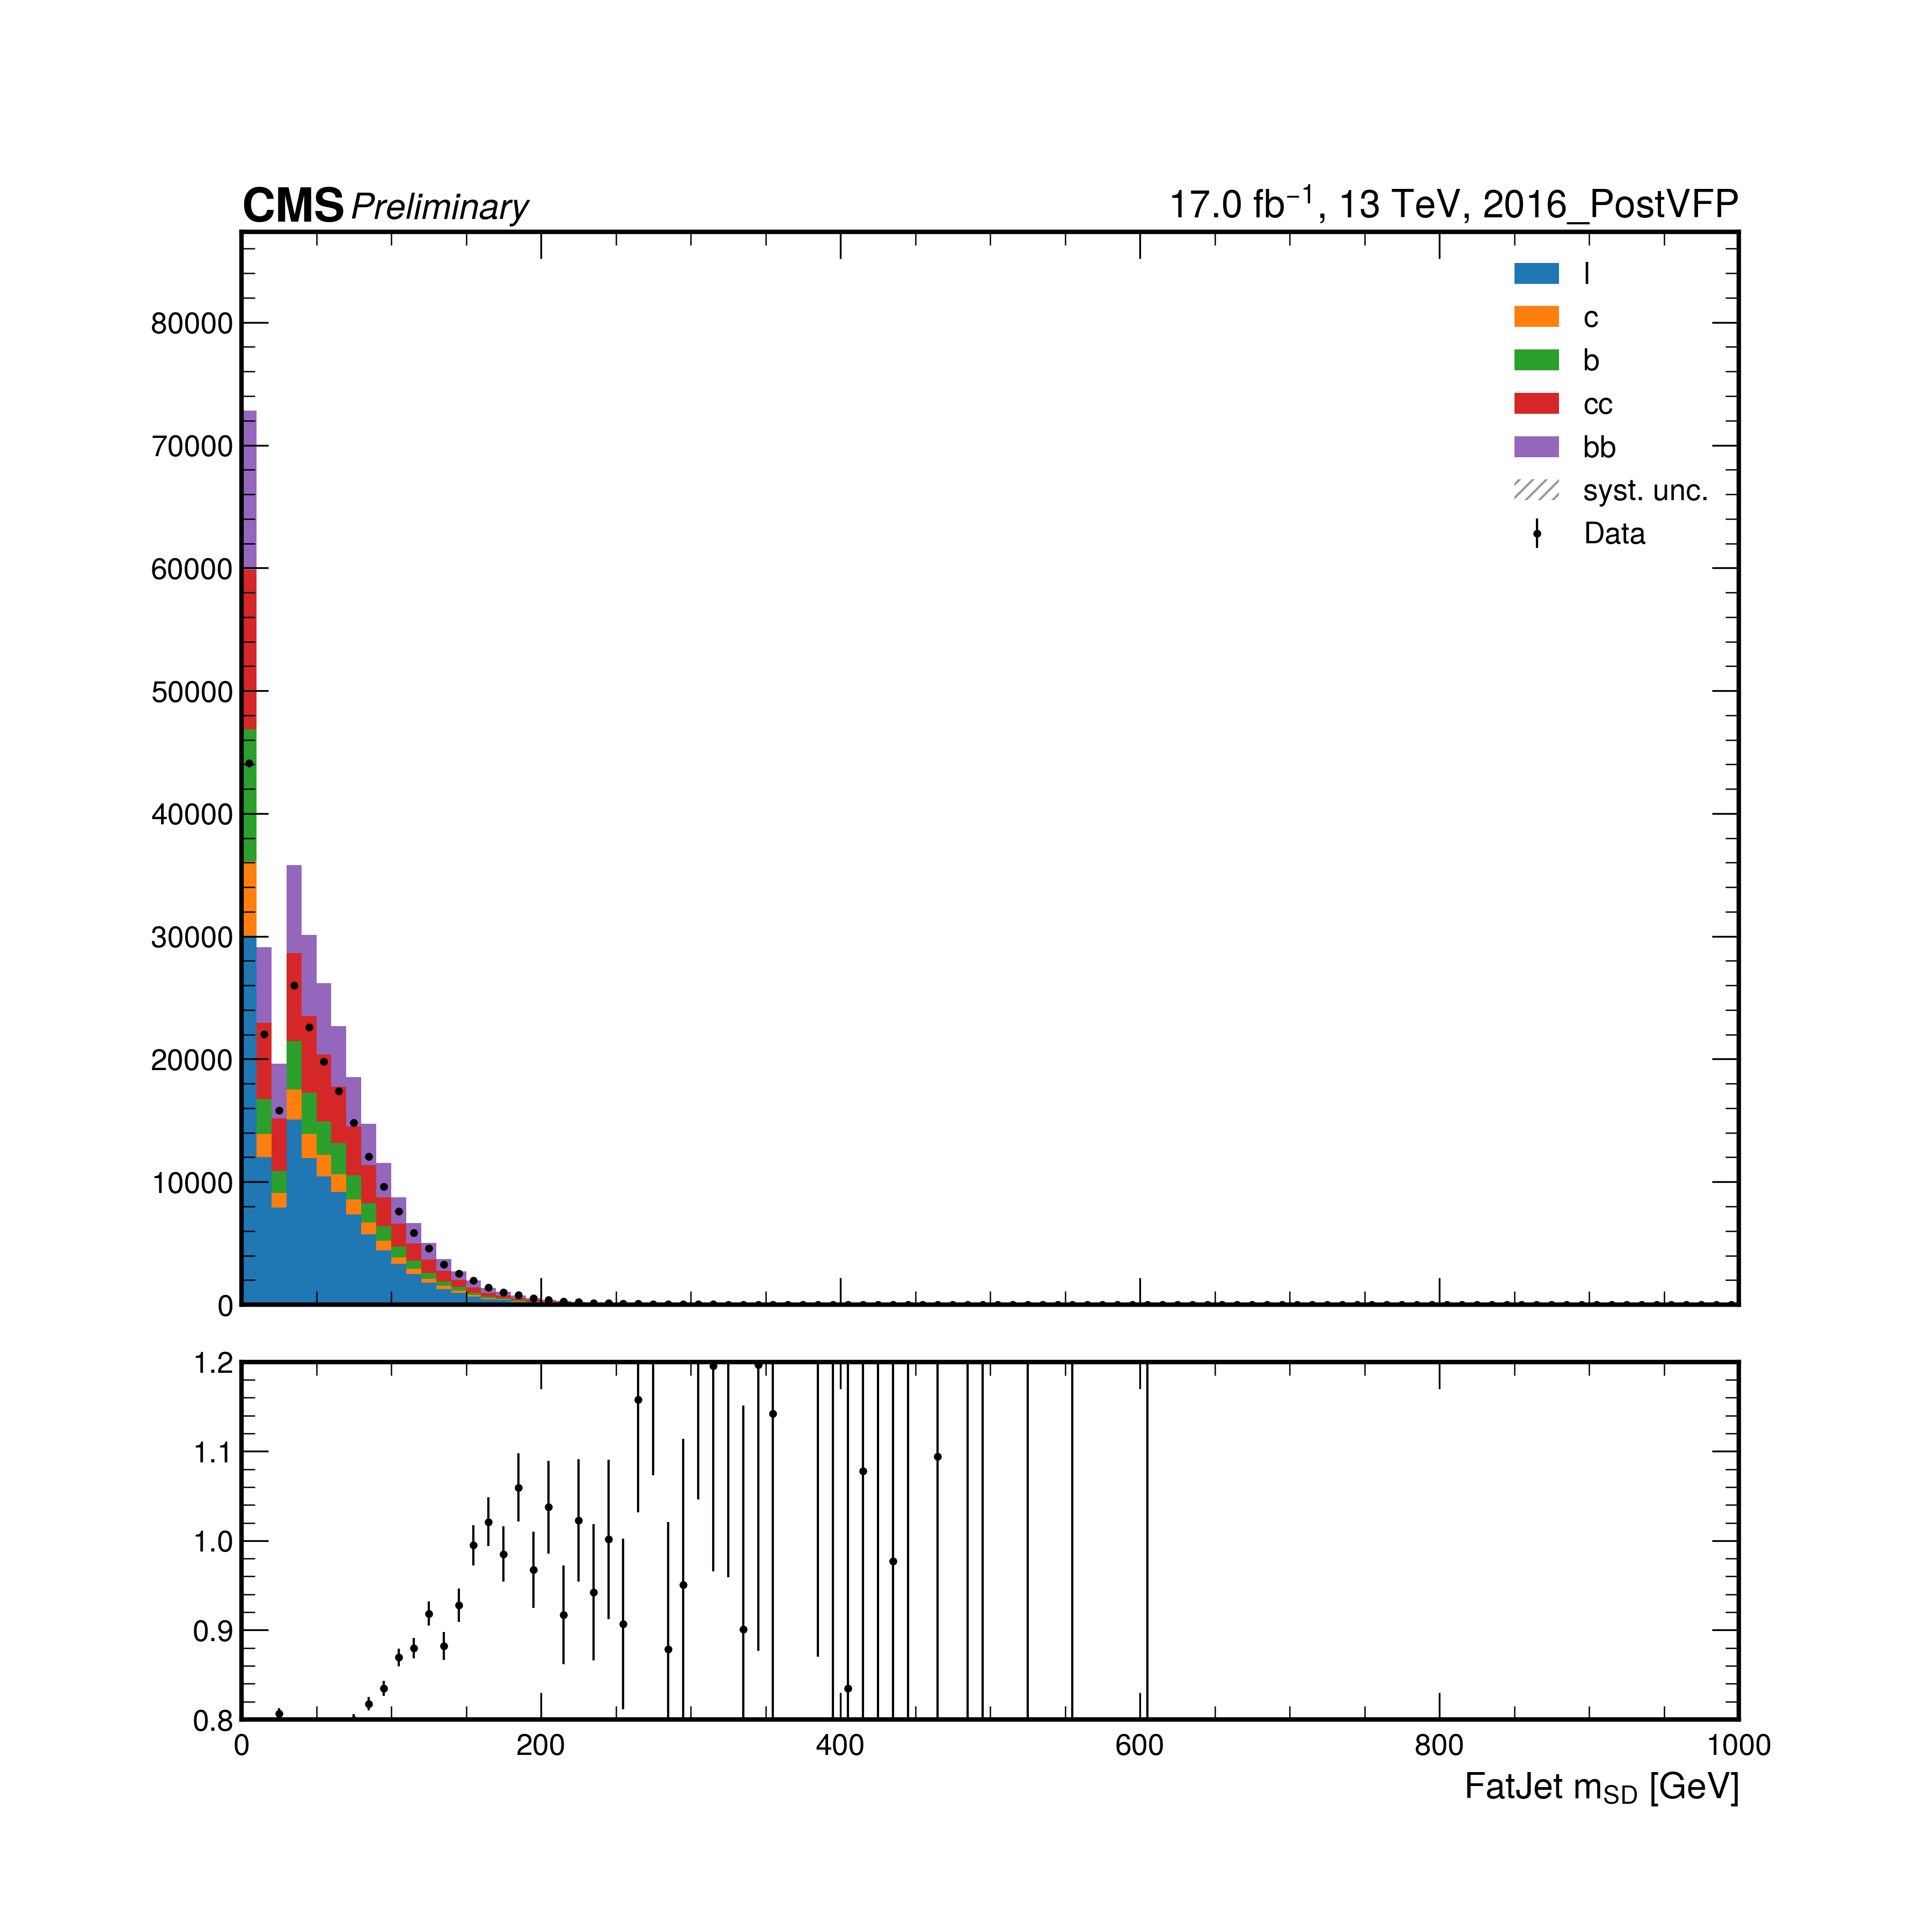 CMS Preliminary
17.0 fb⁻¹, 13 TeV, 2016_PostVFP
l
c
b
cc
bb
syst. unc.
Data
80000
70000
60000
50000
40000
30000
20000
10000
0
1.2
1.1
1.0
0.9
0.8
0 200 400 600 800 1000
FatJet m_SD [GeV]